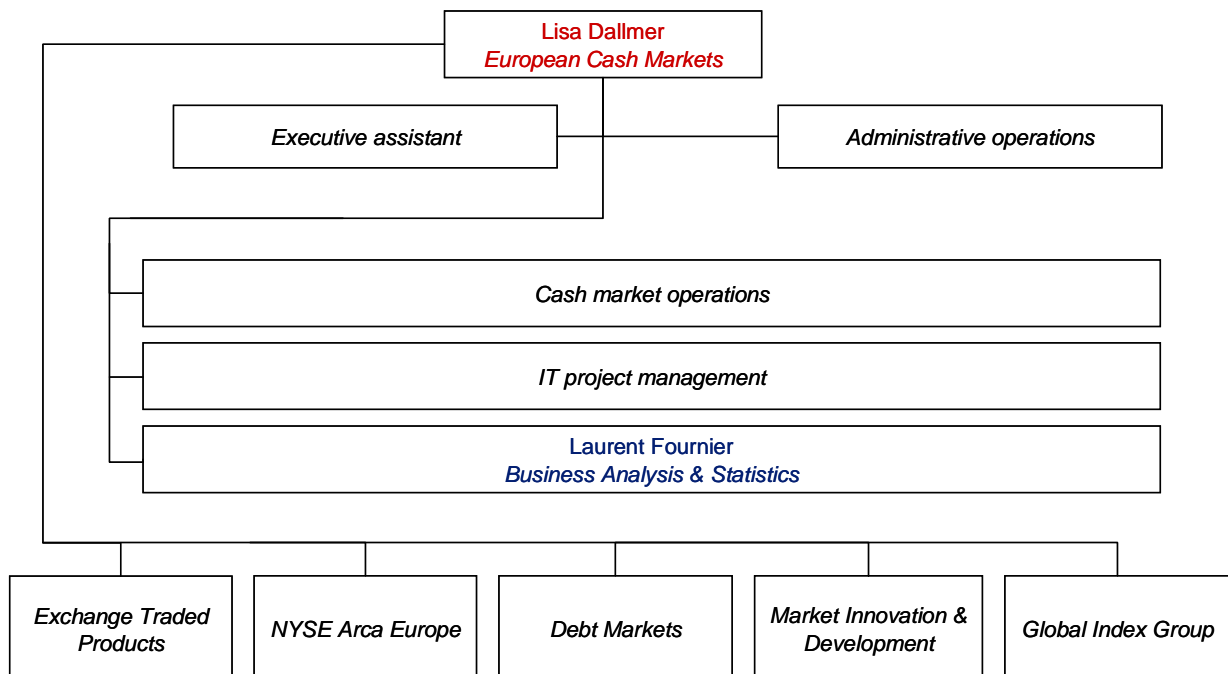 Lisa Dallmer
European Cash Markets
Executive assistant
Administrative operations
Cash market operations
IT project management
Laurent Fournier
Business Analysis & Statistics
Exchange Traded
Products
NYSE Arca Europe
Debt Markets
Market Innovation &
Development
Global Index Group